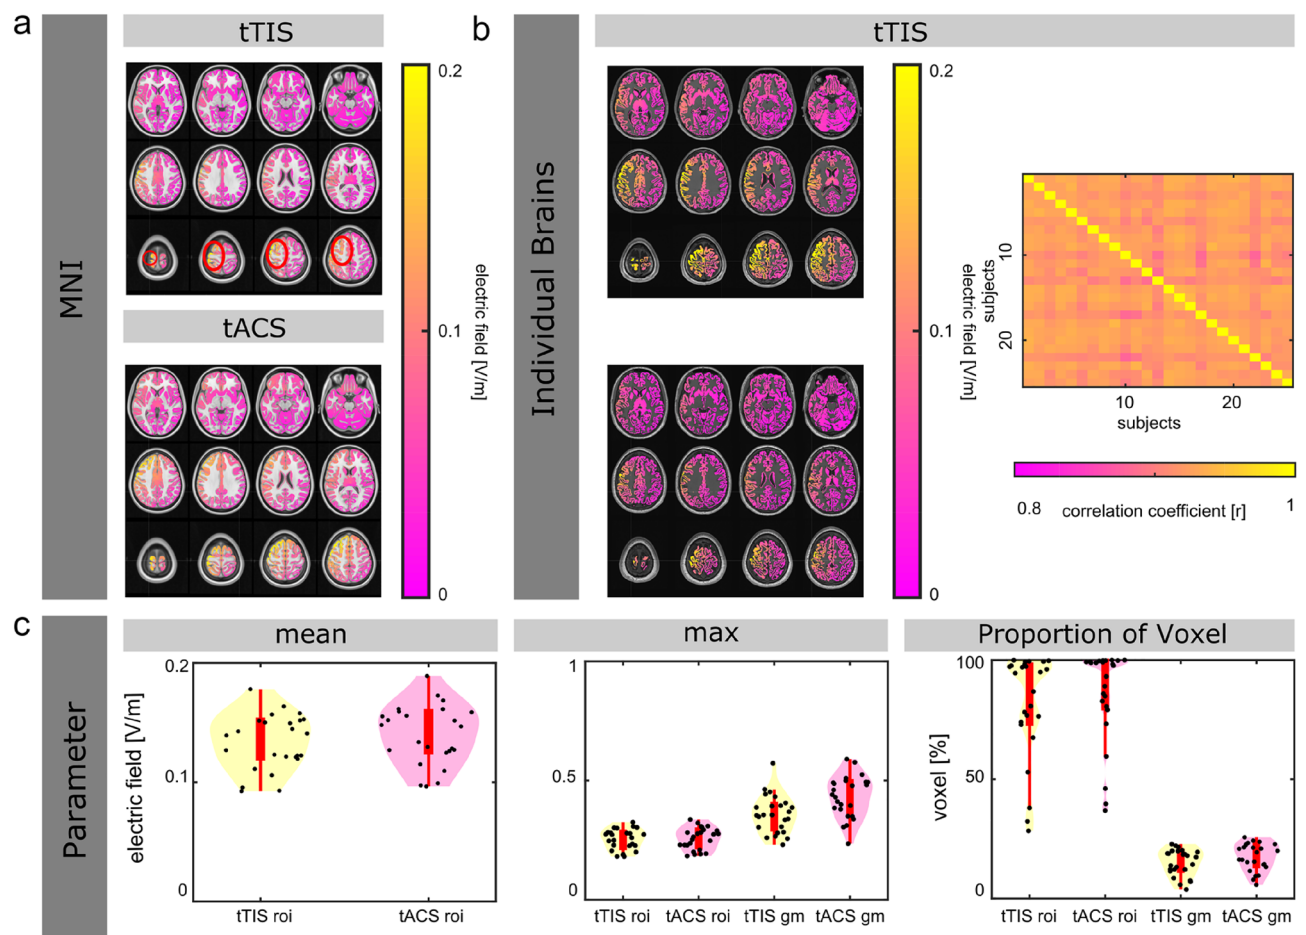 a
MNI
tTIS
0.2
electric field [V/m]
0.1
0
tACS
b
Individual Brains
tTIS
0.2
electric field [V/m]
0.1
0
subjects
10
20
10
20
subjects
0.8
correlation coefficient [r]
1
c
Parameter
mean
electric field [V/m]
0.2
0.1
0
tTIS roi
tACS roi
max
1
0.5
0
tTIS roi
tACS roi
tTIS gm
tACS gm
Proportion of Voxel
voxel [%]
100
50
0
tTIS roi
tACS roi
tTIS gm
tACS gm